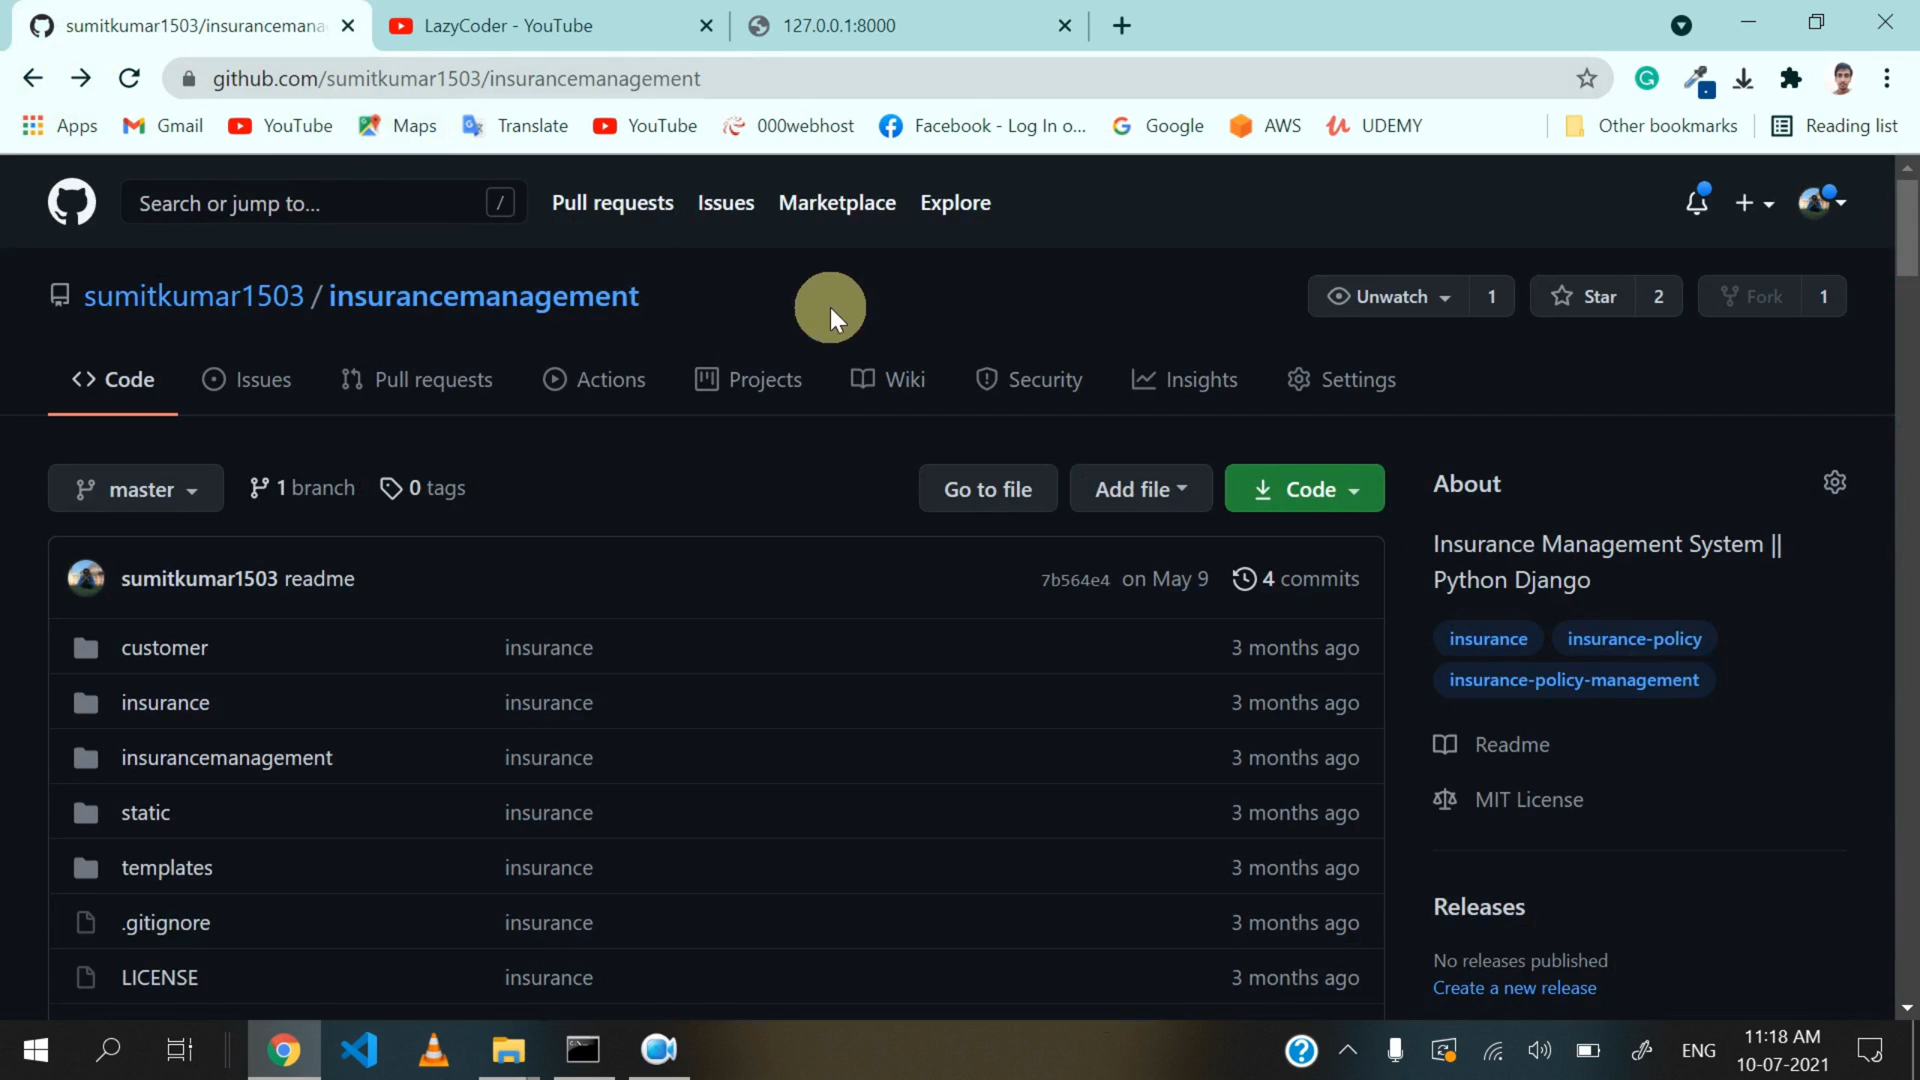 sumitkumar1503/insurancemana
LazyCoder - YouTube
127.0.0.1:8000
github.com/sumitkumar1503/insurancemanagement
Apps
Gmail
YouTube
Maps
Translate
YouTube
000webhost
Facebook - Log In o...
Google
AWS
UDEMY
Other bookmarks
Reading list
Search or jump to...
/
Pull requests
Issues
Marketplace
Explore
sumitkumar1503 / insurancemanagement
Unwatch
1
Star
2
Fork
1
Code
Issues
Pull requests
Actions
Projects
Wiki
Security
Insights
Settings
master
1 branch
0 tags
Go to file
Add file
Code
About
Insurance Management System ||
Python Django
insurance
insurance-policy
insurance-policy-management
Readme
MIT License
Releases
No releases published
Create a new release
sumitkumar1503 readme
7b564e4 on May 9
4 commits
customer insurance 3 months ago
insurance insurance 3 months ago
insurancemanagement insurance 3 months ago
static insurance 3 months ago
templates insurance 3 months ago
.gitignore insurance 3 months ago
LICENSE insurance 3 months ago
ENG
11:18 AM
10-07-2021